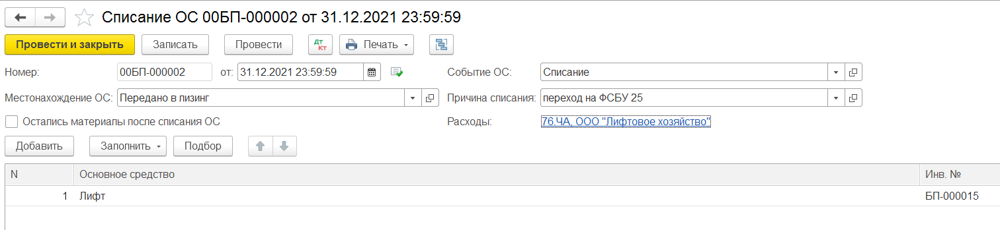 Списание ОС 00БП-000002 от 31.12.2021 23:59:59
Провести и закрыть Записать Провести Дт Кт Печать
Номер: 00БП-000002 от: 31.12.2021 23:59:59 Событие ОС: Списание
Местонахождение ОС: Передано в лизинг Причина списания: переход на ФСБУ 25
Остались материалы после списания ОС Расходы: 76.ЧА, ООО "Лифтовое хозяйство"
Добавить Заполнить Подбор
N Основное средство Инв. №
1 Лифт БП-000015